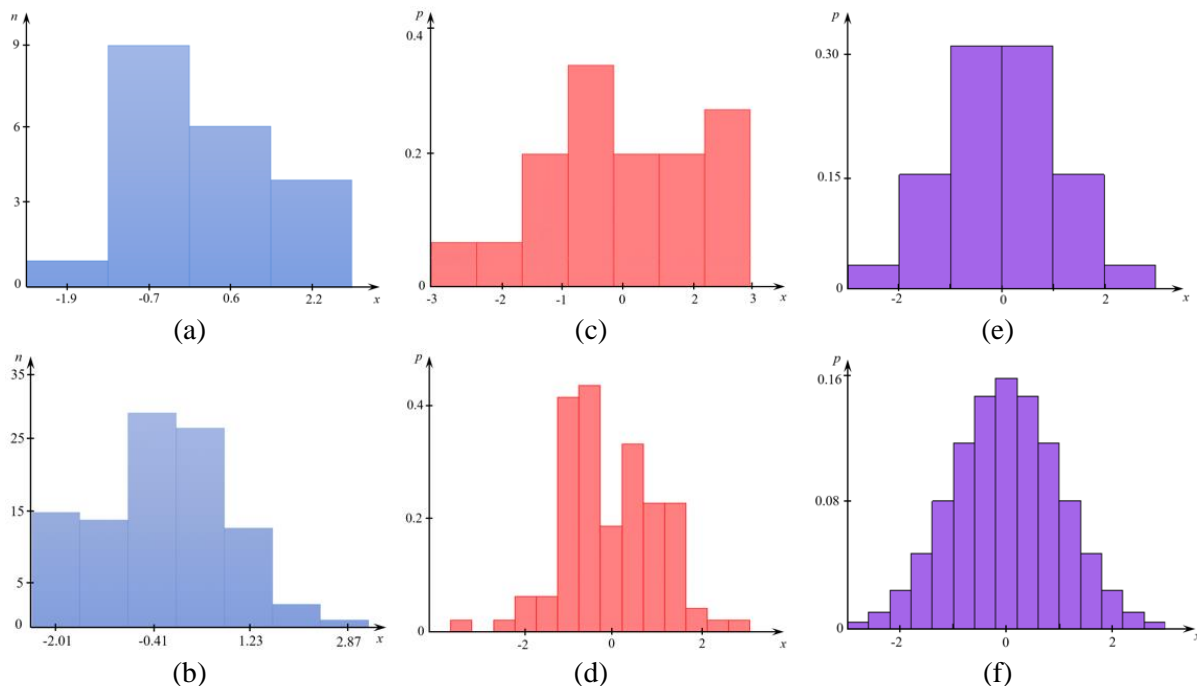 n
9
6
3
0
-1.9 -0.7 0.6 2.2 x
(a)
p
0.4
0.2
0
-3 -2 -1 0 2 3 x
(c)
p
0.30
0.15
0
-2 0 2 x
(e)
n
35
25
15
5
0
-2.01 -0.41 1.23 2.87 x
(b)
p
0.4
0.2
0
-2 0 2 x
(d)
p
0.16
0.08
0
-2 0 2 x
(f)